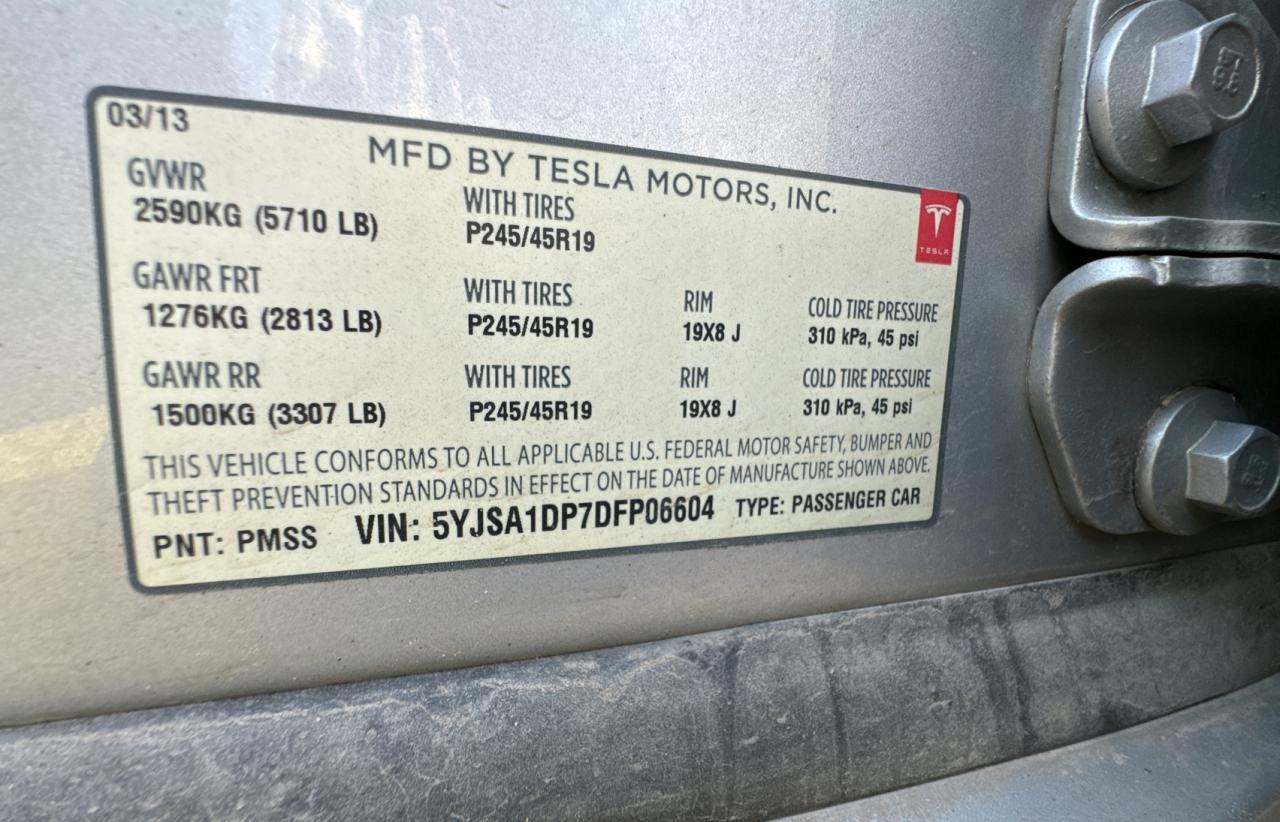 03/13
MFD BY TESLA MOTORS, INC.
GVWR WITH TIRES
2590KG (5710 LB) P245/45R19
TESLA
GAWR FRT WITH TIRES RIM COLD TIRE PRESSURE
1276KG (2813 LB) P245/45R19 19X8 J 310 kPa, 45 psi
GAWR RR WITH TIRES RIM COLD TIRE PRESSURE
1500KG (3307 LB) P245/45R19 19X8 J 310 kPa, 45 psi
THIS VEHICLE CONFORMS TO ALL APPLICABLE U.S. FEDERAL MOTOR SAFETY, BUMPER AND
THEFT PREVENTION STANDARDS IN EFFECT ON THE DATE OF MANUFACTURE SHOWN ABOVE.
PNT: PMSS VIN: 5YJSA1DP7DFP06604 TYPE: PASSENGER CAR